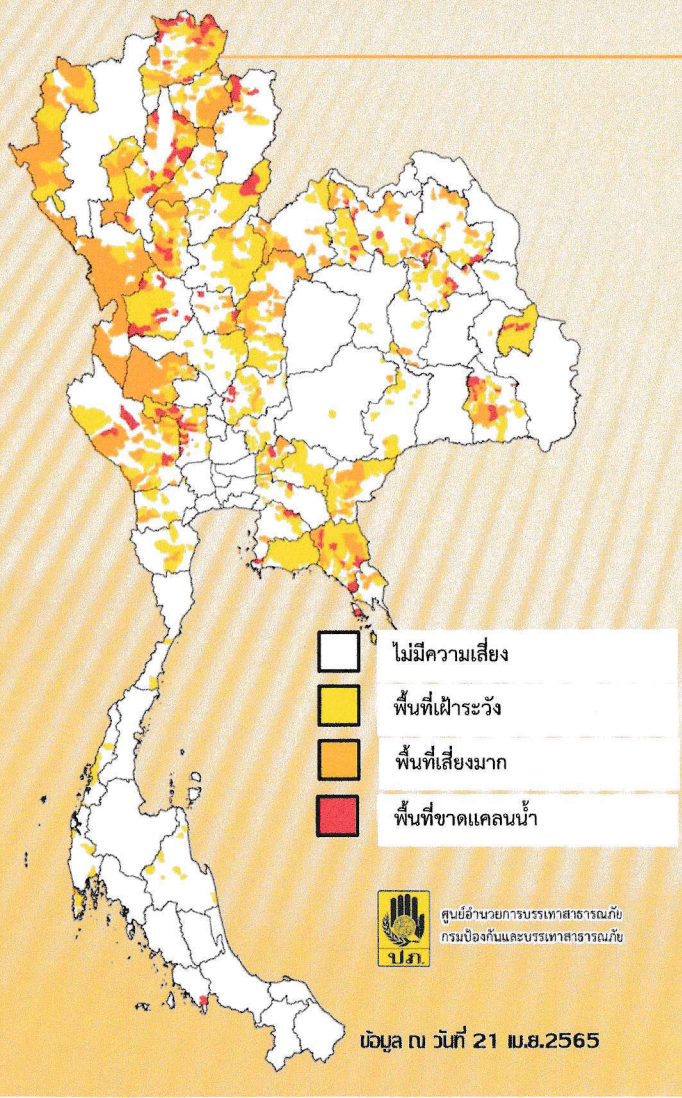 ไม่มีความเสี่ยง
พื้นที่เฝ้าระวัง
พื้นที่เสี่ยงมาก
พื้นที่ขาดแคลนน้ำ
ศูนย์อำนวยการบรรเทาสาธารณภัย
กรมป้องกันและบรรเทาสาธารณภัย
ปภ.
ข้อมูล ณ วันที่ 21 เม.ย.2565